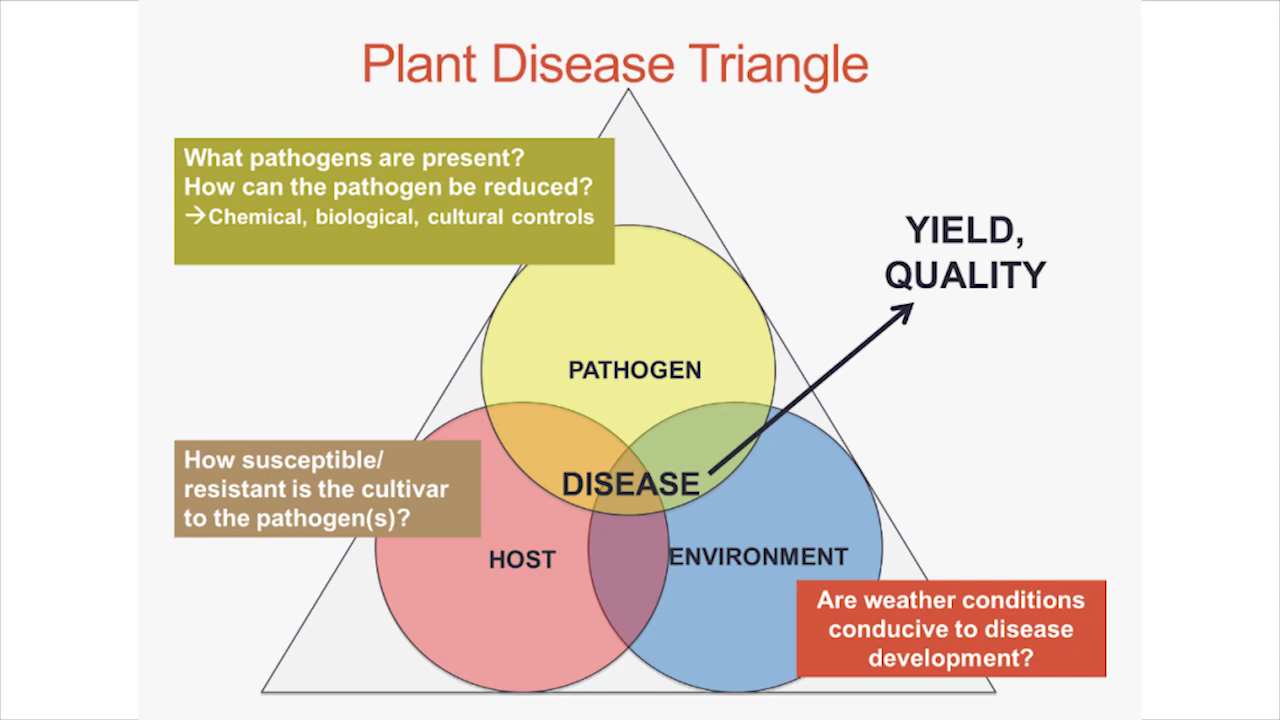 Plant Disease Triangle
What pathogens are present?
How can the pathogen be reduced?
→Chemical, biological, cultural controls
YIELD,
QUALITY
PATHOGEN
How susceptible/
resistant is the cultivar
to the pathogen(s)?
DISEASE
HOST
ENVIRONMENT
Are weather conditions
conducive to disease
development?